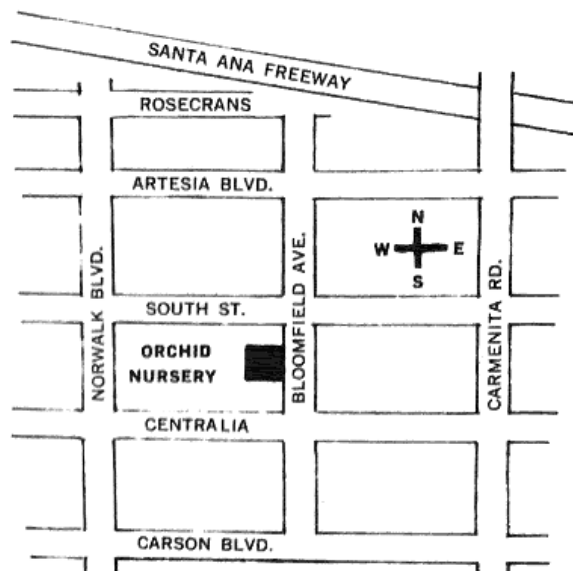 SANTA ANA FREEWAY
ROSECRANS
ARTESIA BLVD.
N
W E
S
NORWALK BLVD.
BLOOMFIELD AVE.
CARMENITA RD.
SOUTH ST.
ORCHID
NURSERY
CENTRALIA
CARSON BLVD.